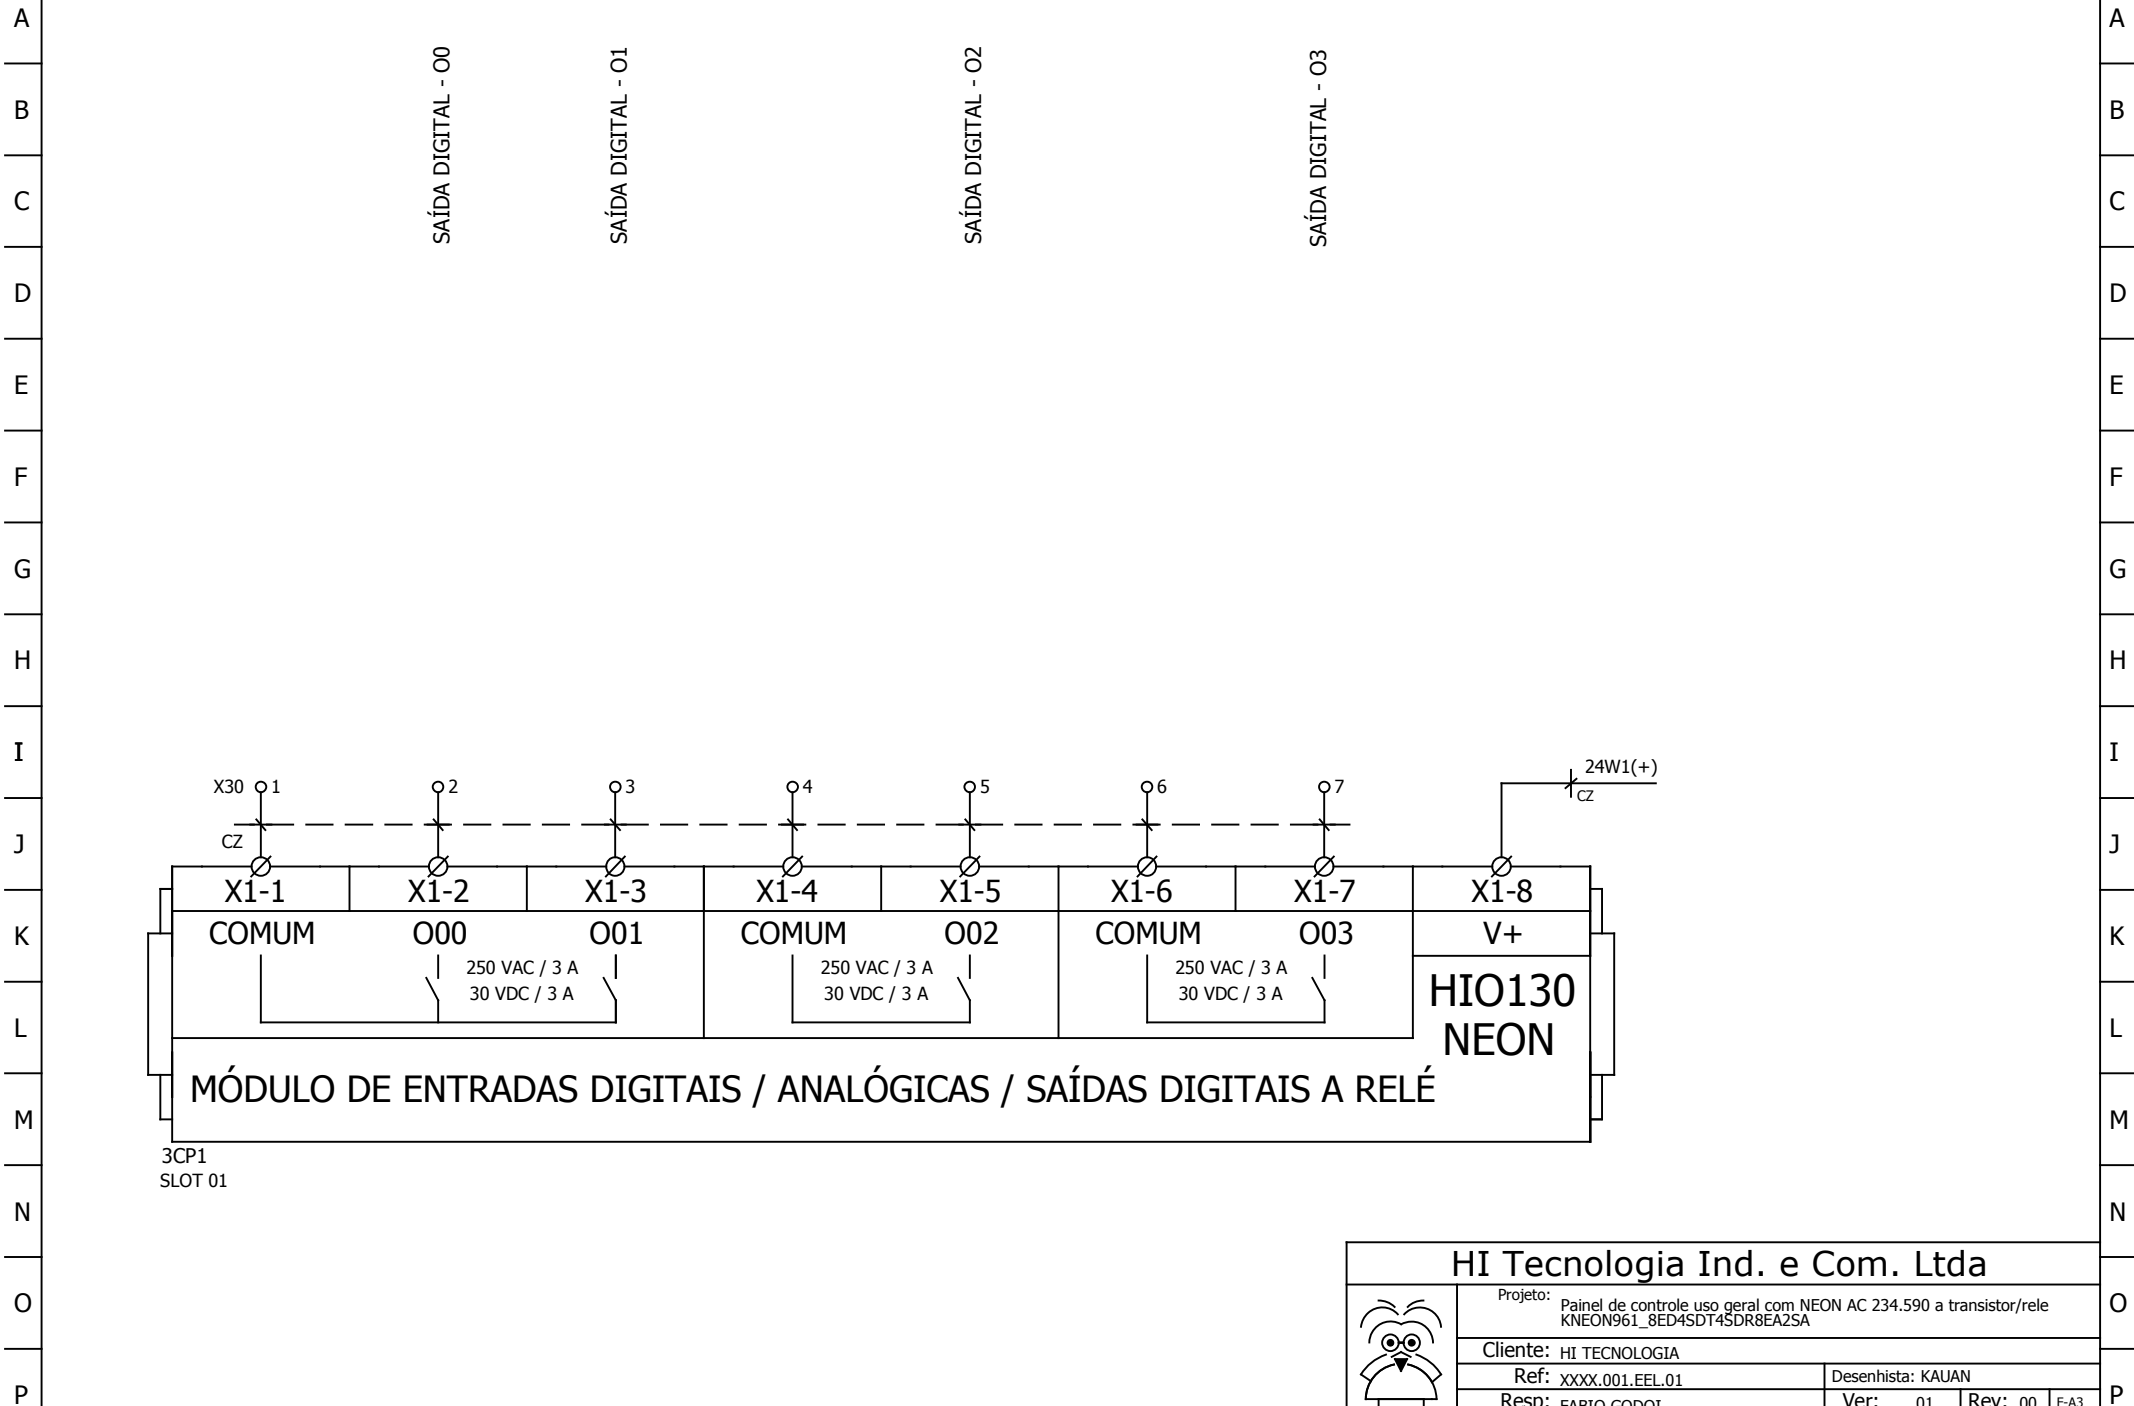 A A
B B
C C
D D
E E
F F
G G
H H
I I
J J
K K
L L
M M
N N
O O
P P
SAÍDA DIGITAL - O0
SAÍDA DIGITAL - O1
SAÍDA DIGITAL - O2
SAÍDA DIGITAL - O3
24W1(+)
CZ
X30 1 2 3 4 5 6 7
CZ
X1-1 X1-2 X1-3 X1-4 X1-5 X1-6 X1-7 X1-8
COMUM O00 O01 COMUM O02 COMUM O03 V+
250 VAC / 3 A 250 VAC / 3 A 250 VAC / 3 A
30 VDC / 3 A 30 VDC / 3 A 30 VDC / 3 A
HIO130
NEON
MÓDULO DE ENTRADAS DIGITAIS / ANALÓGICAS / SAÍDAS DIGITAIS A RELÉ
3CP1
SLOT 01
HI Tecnologia Ind. e Com. Ltda
Projeto: Painel de controle uso geral com NEON AC 234.590 a transistor/rele
KNEON961_8ED4SDT4SDR8EA2SA
Cliente: HI TECNOLOGIA
Ref: XXXX.001.EEL.01 Desenhista: KAUAN
Resp: FABIO GODOI Ver: 01 Rev: 00 F-A3